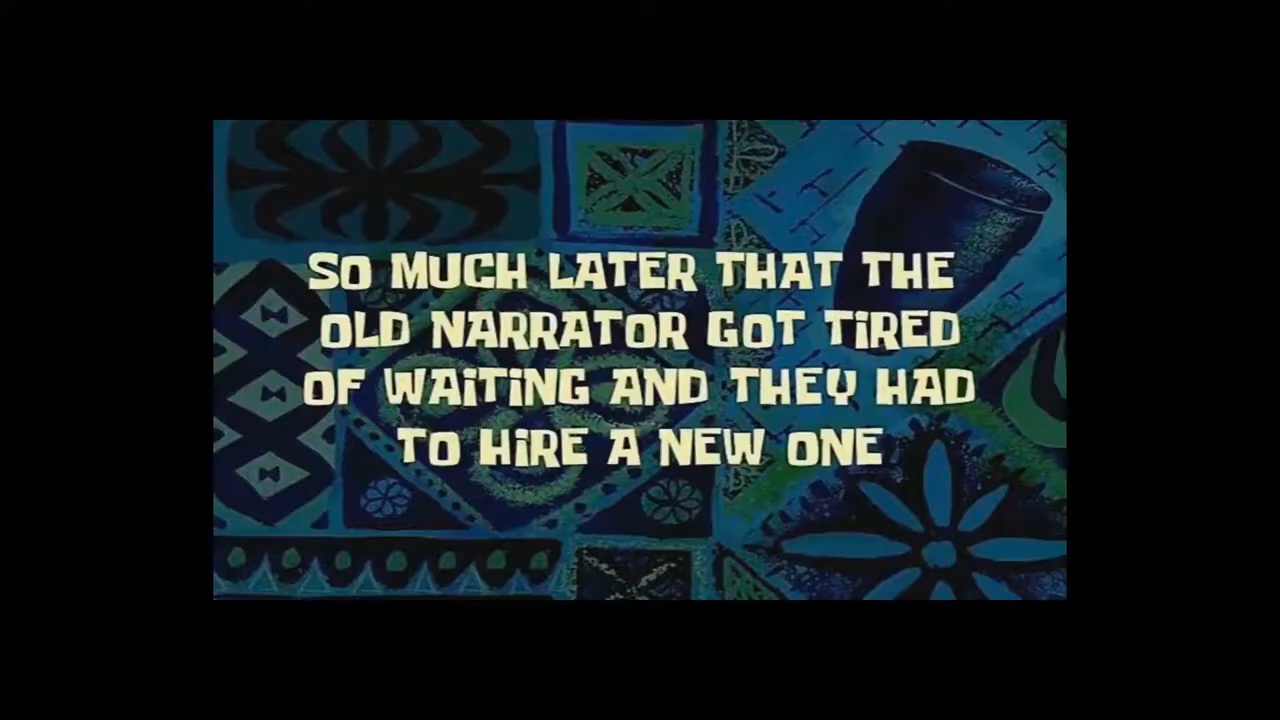 SO MUCH LATER THAT THE
OLD NARRATOR GOT TiRED
OF WAiTiNG AND THEY HAD
TO HiRE A NEW ONE